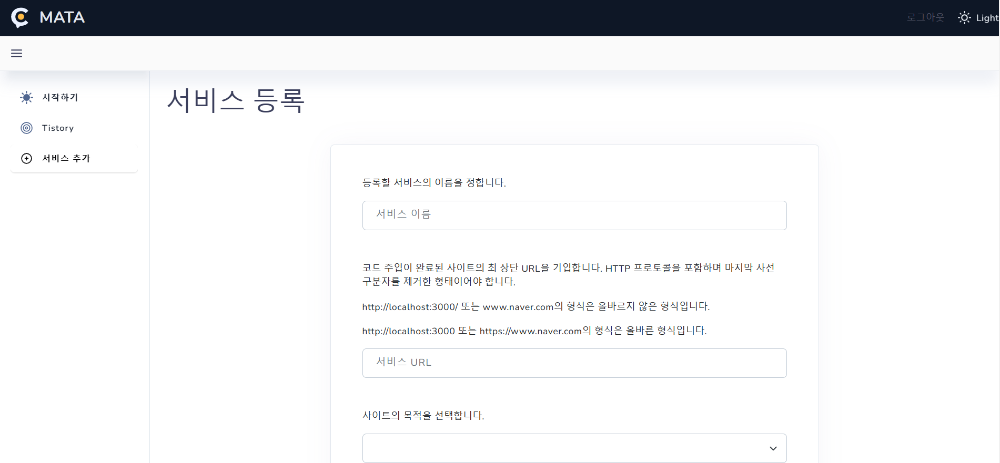 MATA
로그아웃
Light
시작하기
Tistory
서비스 추가
서비스 등록
등록할 서비스의 이름을 정합니다.
서비스 이름
코드 주입이 완료된 사이트의 최 상단 URL을 기입합니다. HTTP 프로토콜을 포함하며 마지막 사선
구분자를 제거한 형태이어야 합니다.
http://localhost:3000/ 또는 www.naver.com의 형식은 올바르지 않은 형식입니다.
http://localhost:3000 또는 https://www.naver.com의 형식은 올바른 형식입니다.
서비스 URL
사이트의 목적을 선택합니다.